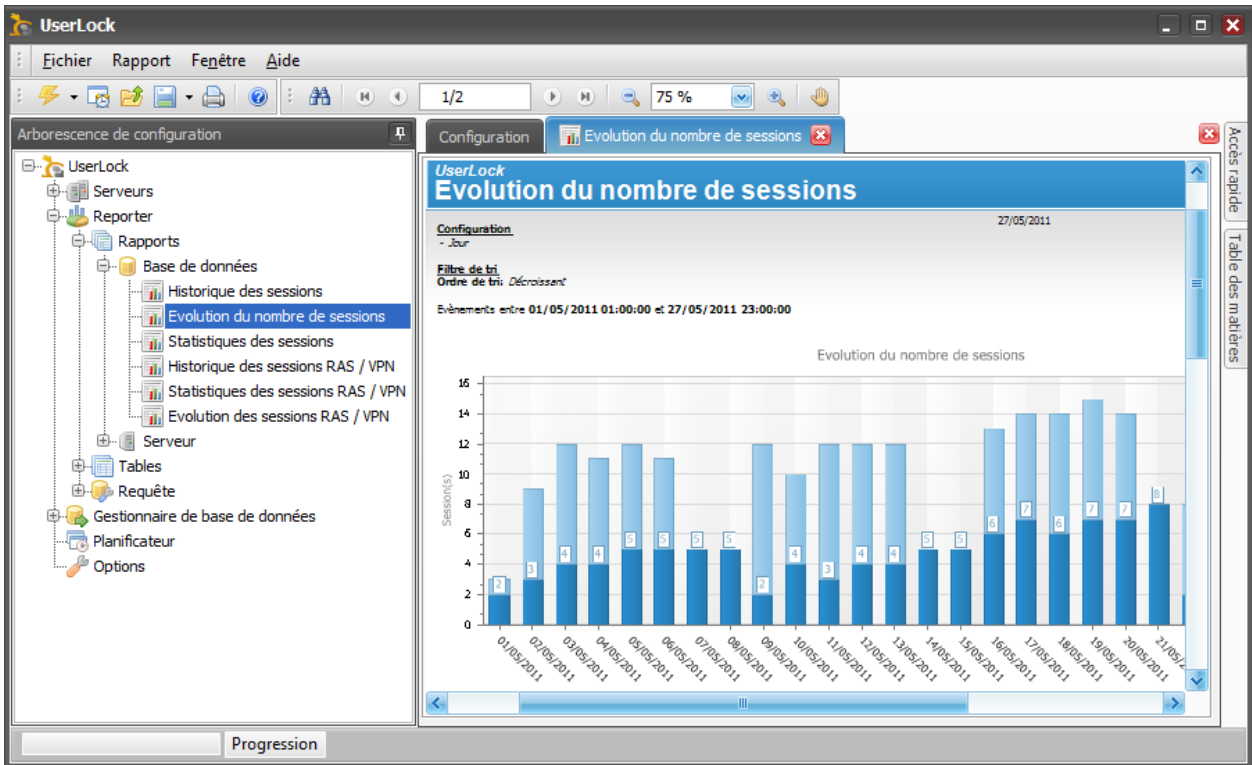 UserLock
Fichier Rapport Fenêtre Aide
1/2
75 %
Arborescence de configuration
UserLock
Serveurs
Reporter
Rapports
Base de données
Historique des sessions
Evolution du nombre de sessions
Statistiques des sessions
Historique des sessions RAS / VPN
Statistiques des sessions RAS / VPN
Evolution des sessions RAS / VPN
Serveur
Tables
Requête
Gestionnaire de base de données
Planificateur
Options
Configuration
Evolution du nombre de sessions
UserLock
Evolution du nombre de sessions
27/05/2011
Configuration
- Jour
Filtre de tri
Ordre de tri: Décroissant
Evènements entre 01/05/2011 01:00:00 et 27/05/2011 23:00:00
Evolution du nombre de sessions
Session(s)
16
14
12
10
8
6
4
2
0
2 3 4 4 5 5 5 5 2 4 3 4 4 5 5 6 7 6 7 7 8
01/05/2011
02/05/2011
03/05/2011
04/05/2011
05/05/2011
06/05/2011
07/05/2011
08/05/2011
09/05/2011
10/05/2011
11/05/2011
12/05/2011
13/05/2011
14/05/2011
15/05/2011
16/05/2011
17/05/2011
18/05/2011
19/05/2011
20/05/2011
21/05/2
Accès rapide
Table des matières
Progression